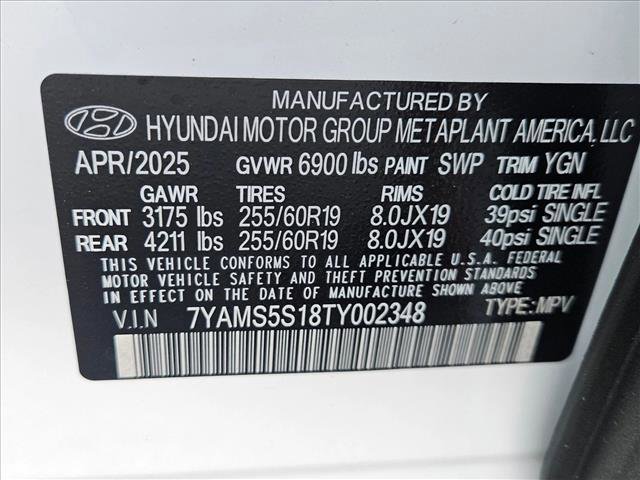 MANUFACTURED BY
HYUNDAI MOTOR GROUP METAPLANT AMERICA, LLC
APR/2025 GVWR 6900 lbs PAINT SWP TRIM YGN
GAWR TIRES RIMS COLD TIRE INFL
FRONT 3175 lbs 255/60R19 8.0JX19 39psi SINGLE
REAR 4211 lbs 255/60R19 8.0JX19 40psi SINGLE
THIS VEHICLE CONFORMS TO ALL APPLICABLE U.S.A. FEDERAL
MOTOR VEHICLE SAFETY AND THEFT PREVENTION STANDARDS
IN EFFECT ON THE DATE OF MANUFACTURE SHOWN ABOVE
V.I.N 7YAMS5S18TY002348 TYPE: MPV